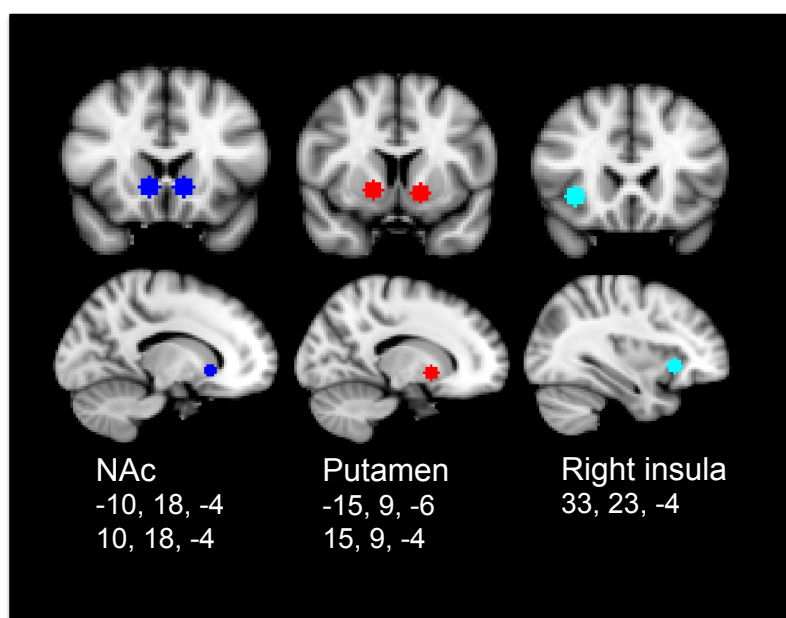 NAc
-10, 18, -4
10, 18, -4
Putamen
-15, 9, -6
15, 9, -4
Right insula
33, 23, -4